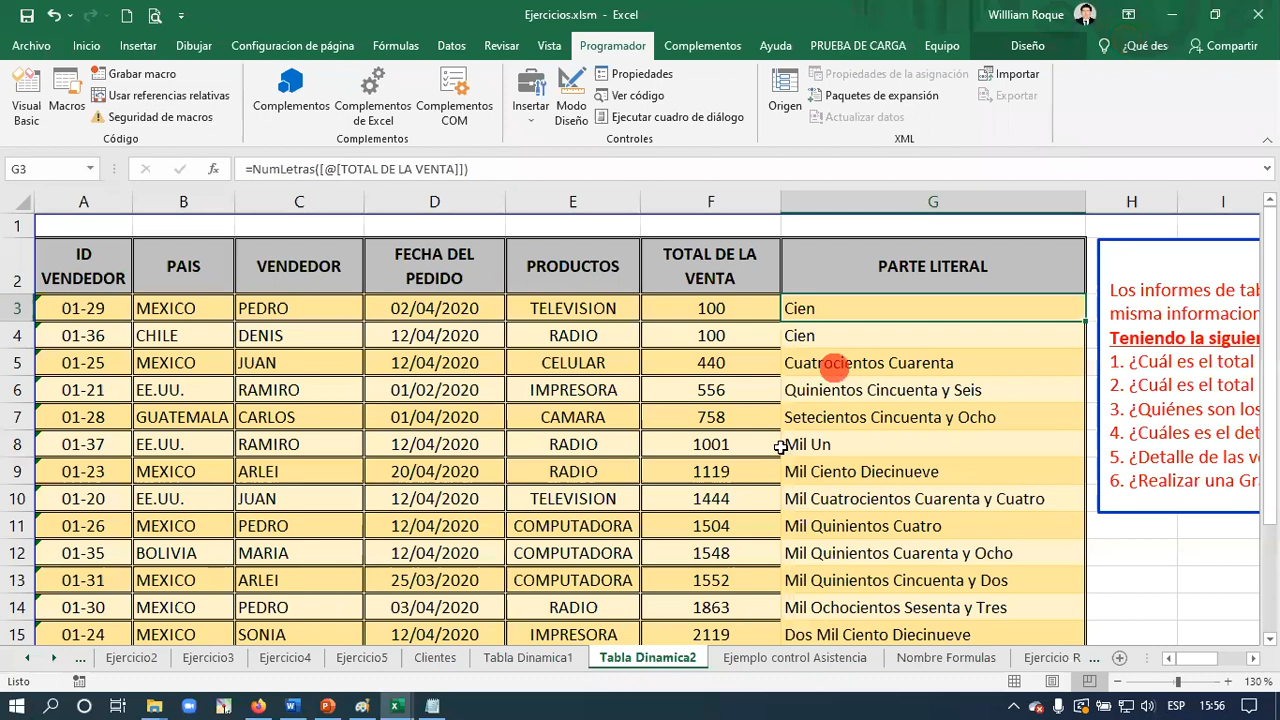 Ejercicios.xlsm - Excel
Willliam Roque
Archivo Inicio Insertar Dibujar Configuración de página Fórmulas Datos Revisar Vista Programador Complementos Ayuda PRUEBA DE CARGA Equipo Diseño ¿Qué des Compartir
Visual Basic
Macros
Grabar macro
Usar referencias relativas
Seguridad de macros
Código
Complementos
Complementos de Excel
Complementos COM
Complementos
Insertar
Modo Diseño
Propiedades
Ver código
Ejecutar cuadro de diálogo
Controles
Origen
Propiedades de la asignación
Paquetes de expansión
Actualizar datos
Importar
Exportar
XML
G3 fx =NumLetras([@[TOTAL DE LA VENTA]])
A B C D E F G H I
1
2 ID VENDEDOR PAIS VENDEDOR FECHA DEL PEDIDO PRODUCTOS TOTAL DE LA VENTA PARTE LITERAL
3 01-29 MEXICO PEDRO 02/04/2020 TELEVISION 100 Cien
4 01-36 CHILE DENIS 12/04/2020 RADIO 100 Cien
5 01-25 MEXICO JUAN 12/04/2020 CELULAR 440 Cuatrocientos Cuarenta
6 01-21 EE.UU. RAMIRO 01/02/2020 IMPRESORA 556 Quinientos Cincuenta y Seis
7 01-28 GUATEMALA CARLOS 01/04/2020 CAMARA 758 Setecientos Cincuenta y Ocho
8 01-37 EE.UU. RAMIRO 12/04/2020 RADIO 1001 Mil Un
9 01-23 MEXICO ARLEI 20/04/2020 RADIO 1119 Mil Ciento Diecinueve
10 01-20 EE.UU. JUAN 12/04/2020 TELEVISION 1444 Mil Cuatrocientos Cuarenta y Cuatro
11 01-26 MEXICO PEDRO 12/04/2020 COMPUTADORA 1504 Mil Quinientos Cuatro
12 01-35 BOLIVIA MARIA 12/04/2020 COMPUTADORA 1548 Mil Quinientos Cuarenta y Ocho
13 01-31 MEXICO ARLEI 25/03/2020 COMPUTADORA 1552 Mil Quinientos Cincuenta y Dos
14 01-30 MEXICO PEDRO 03/04/2020 RADIO 1863 Mil Ochocientos Sesenta y Tres
15 01-24 MEXICO SONIA 12/04/2020 IMPRESORA 2119 Dos Mil Ciento Diecinueve
Los informes de tab
misma informacion
Teniendo la siguien
1. ¿Cuál es el total
2. ¿Cuál es el total
3. ¿Quiénes son los
4. ¿Cuáles es el det
5. ¿Detalle de las v
6. ¿Realizar una Gr
... Ejercicio2 Ejercicio3 Ejercicio4 Ejercicio5 Clientes Tabla Dinamica1 Tabla Dinamica2 Ejemplo control Asistencia Nombre Formulas Ejercicio R ...
Listo 130 %
ESP 15:56